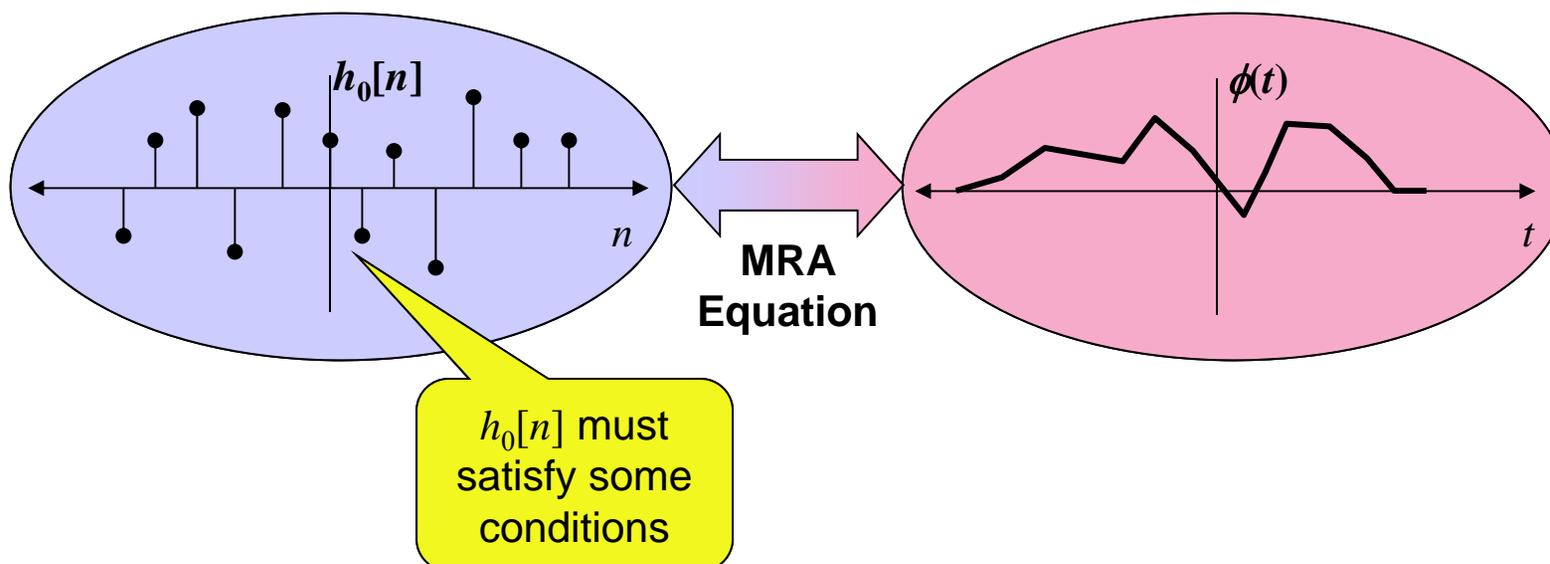 h₀[n]
n
MRA
Equation
ϕ(t)
t
h₀[n] must
satisfy some
conditions